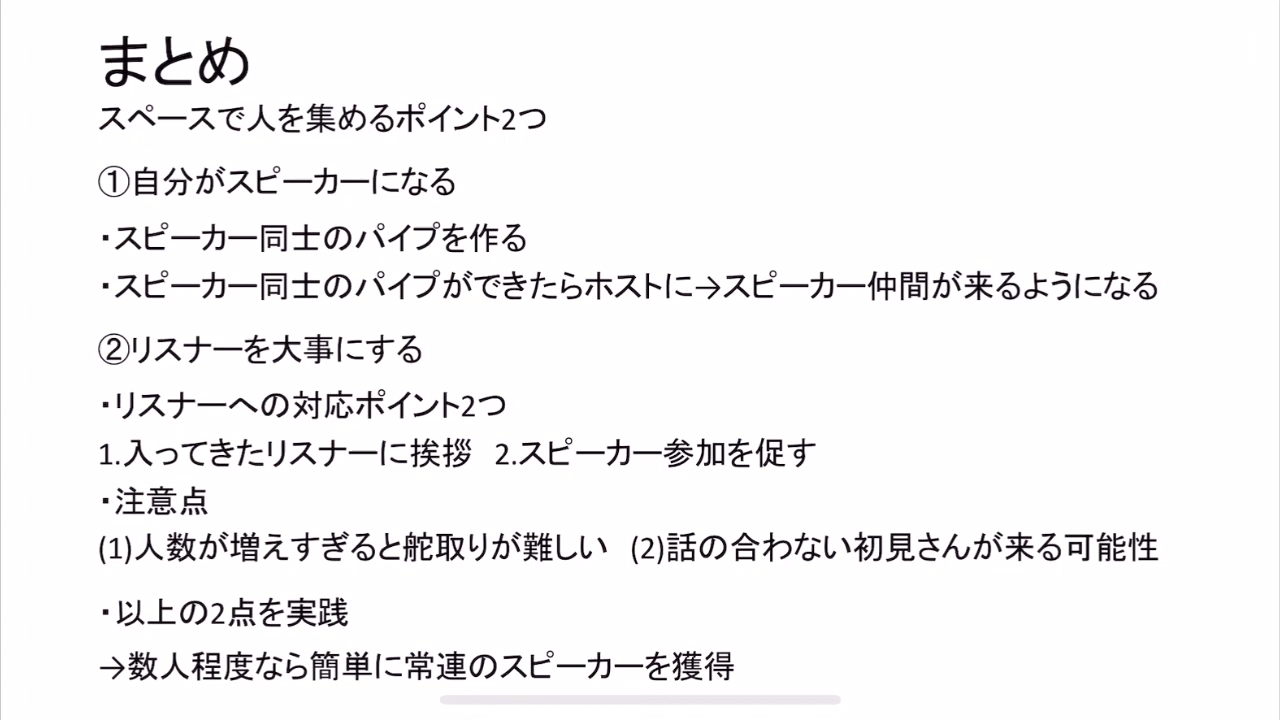 まとめ
スペースで人を集めるポイント2つ
①自分がスピーカーになる
・スピーカー同士のパイプを作る
・スピーカー同士のパイプができたらホストに→スピーカー仲間が来るようになる
②リスナーを大事にする
・リスナーへの対応ポイント2つ
1.入ってきたリスナーに挨拶 2.スピーカー参加を促す
・注意点
(1)人数が増えすぎると舵取りが難しい (2)話の合わない初見さんが来る可能性
・以上の2点を実践
→数人程度なら簡単に常連のスピーカーを獲得